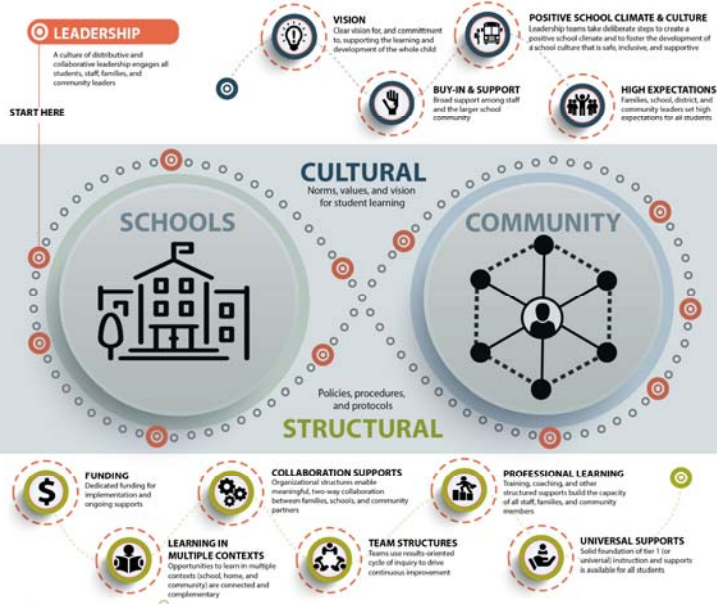 LEADERSHIP
A culture of distributive and
collaborative leadership engages all
students, staff, families, and
community leaders
START HERE
VISION
Clear vision for, and commitment
to, supporting the learning and
development of the whole child
BUY-IN & SUPPORT
Broad support among staff
and the larger school
community
POSITIVE SCHOOL CLIMATE & CULTURE
Leadership teams take deliberate steps to create a
positive school climate and to foster the development of
a school culture that is safe, inclusive, and supportive
HIGH EXPECTATIONS
Families, school, district, and
community leaders set high
expectations for all students
CULTURAL
Norms, values, and vision
for student learning
SCHOOLS
COMMUNITY
Policies, procedures,
and protocols
STRUCTURAL
$
FUNDING
Dedicated funding for
implementation and
ongoing supports
LEARNING IN
MULTIPLE CONTEXTS
Opportunities to learn in multiple
contexts (school, home, and
community) are connected and
complementary
COLLABORATION SUPPORTS
Organizational structures enable
meaningful, two-way collaboration
between families, schools, and community
partners
TEAM STRUCTURES
Teams use results-oriented
cycle of inquiry to drive
continuous improvement
PROFESSIONAL LEARNING
Training, coaching, and other
structured supports build the capacity
of all staff, families, and community
members
UNIVERSAL SUPPORTS
Solid foundation of tier 1 (or
universal) instruction and supports
is available for all students